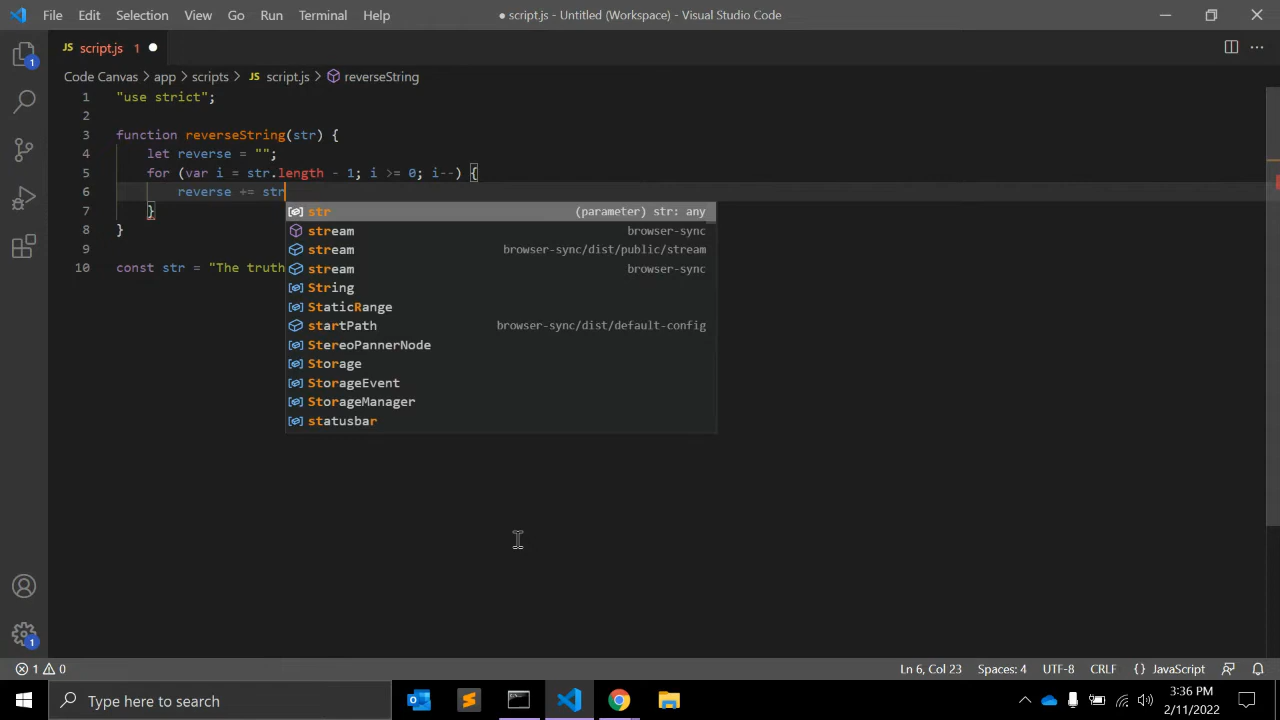 File Edit Selection View Go Run Terminal Help
● script.js - Untitled (Workspace) - Visual Studio Code
JS script.js 1 ●
1
Code Canvas > app > scripts > JS script.js > reverseString
1 "use strict";
2
3 function reverseString(str) {
4 let reverse = "";
5 for (var i = str.length - 1; i >= 0; i--) {
6 reverse += str
7 }
8 }
9
10 const str = "The truth
str (parameter) str: any
stream browser-sync
stream browser-sync/dist/public/stream
stream browser-sync
String
StaticRange
startPath browser-sync/dist/default-config
StereoPannerNode
Storage
StorageEvent
StorageManager
statusbar
1
1 0
Ln 6, Col 23 Spaces: 4 UTF-8 CRLF {} JavaScript
Type here to search
3:36 PM
2/11/2022